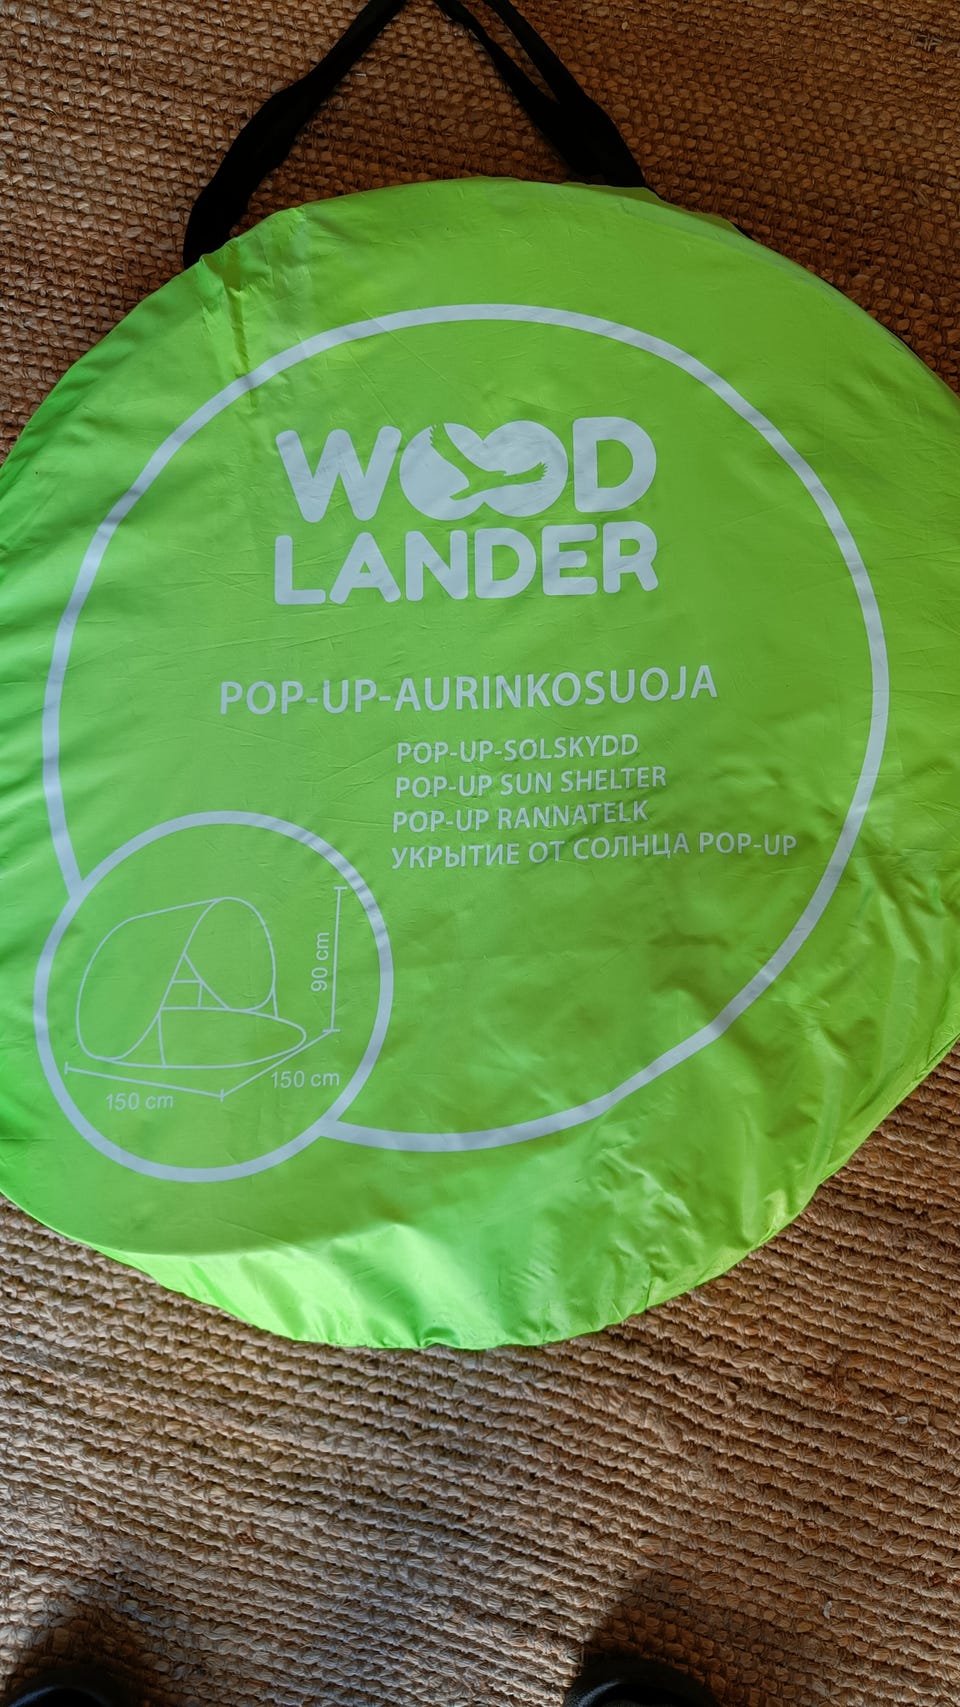 WOOD
LANDER
POP-UP-AURINKOSUOJA
POP-UP-SOLSKYDD
POP-UP SUN SHELTER
POP-UP RANNATELK
УКРЫТИЕ ОТ СОЛНЦА POP-UP
90 cm
150 cm
150 cm